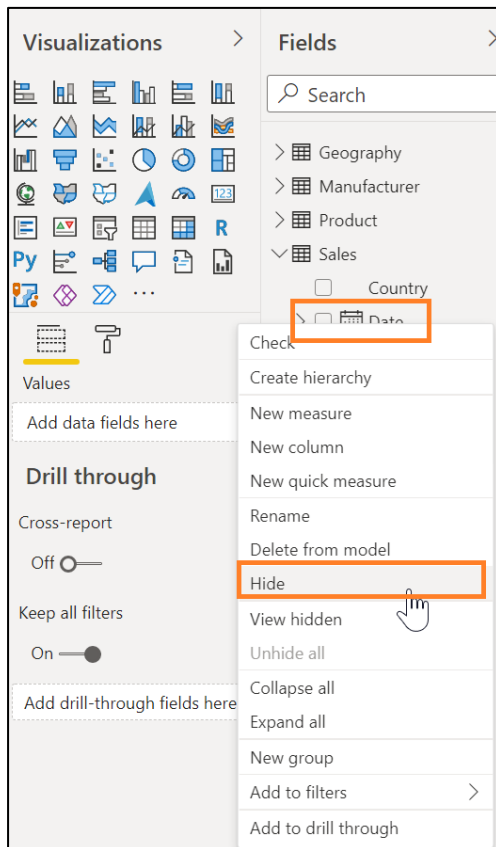 Visualizations
Fields
Search
Geography
Manufacturer
Product
Sales
Country
Date
123
R
Py
...
Values
Add data fields here
Drill through
Cross-report
Off
Keep all filters
On
Add drill-through fields here
Check
Create hierarchy
New measure
New column
New quick measure
Rename
Delete from model
Hide
View hidden
Unhide all
Collapse all
Expand all
New group
Add to filters
Add to drill through